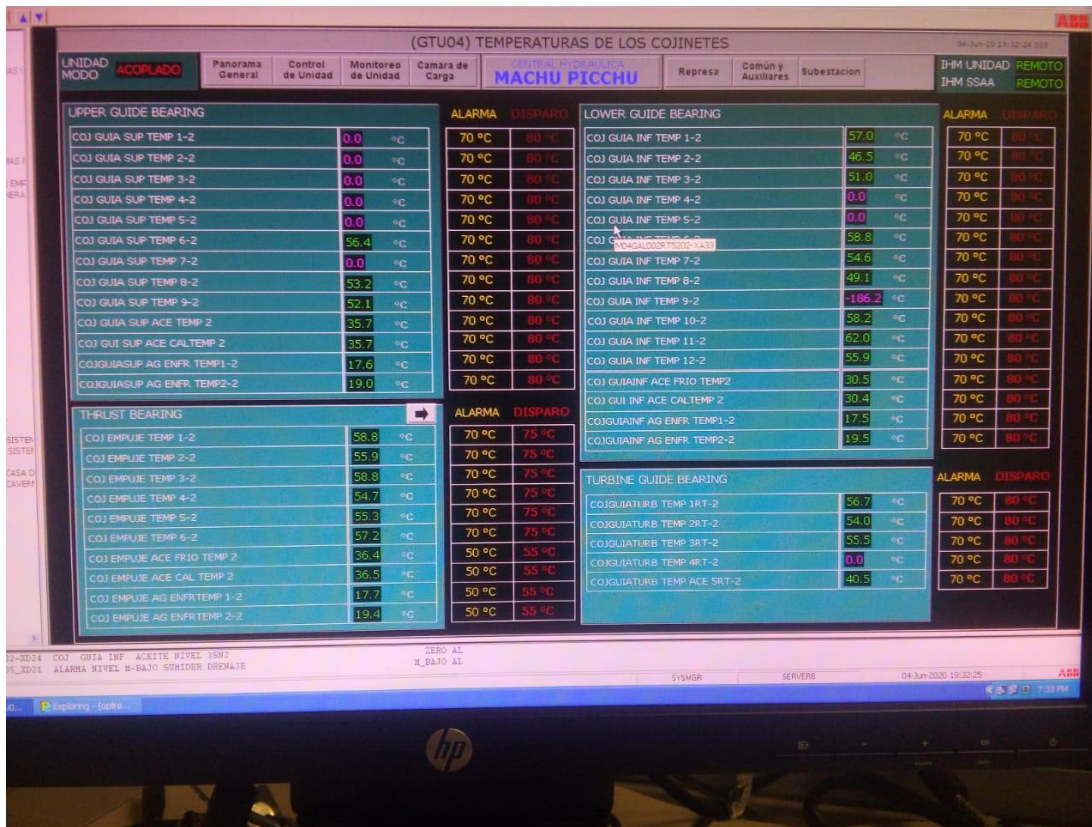 ABB
(GTU04) TEMPERATURAS DE LOS COJINETES
UNIDAD MODO ACOPLADO
Panorama General
Control de Unidad
Monitoreo de Unidad
Camara de Carga
CENTRAL HYDRAULICA
MACHU PICCHU
Represa
Común y Auxiliares
Subestacion
IHM UNIDAD REMOTO
IHM SSAA REMOTO
UPPER GUIDE BEARING ALARMA DISPARO
COJ GUIA SUP TEMP 1-2 0.0 °C 70 °C 80 °C
COJ GUIA SUP TEMP 2-2 0.0 °C 70 °C 80 °C
COJ GUIA SUP TEMP 3-2 0.0 °C 70 °C 80 °C
COJ GUIA SUP TEMP 4-2 0.0 °C 70 °C 80 °C
COJ GUIA SUP TEMP 5-2 0.0 °C 70 °C 80 °C
COJ GUIA SUP TEMP 6-2 56.4 °C 70 °C 80 °C
COJ GUIA SUP TEMP 7-2 0.0 °C 70 °C 80 °C
COJ GUIA SUP TEMP 8-2 53.2 °C 70 °C 80 °C
COJ GUIA SUP TEMP 9-2 52.1 °C 70 °C 80 °C
COJ GUIA SUP ACE TEMP 2 35.7 °C 70 °C 80 °C
COJ GUI SUP ACE CALTEMP 2 35.7 °C 70 °C 80 °C
COJGUIASUP AG ENFR TEMP1-2 17.6 °C 70 °C 80 °C
COJGUIASUP AG ENFR TEMP2-2 19.0 °C 70 °C 80 °C
THRUST BEARING ALARMA DISPARO
COJ EMPUJE TEMP 1-2 58.8 °C 70 °C 75 °C
COJ EMPUJE TEMP 2-2 55.9 °C 70 °C 75 °C
COJ EMPUJE TEMP 3-2 58.8 °C 70 °C 75 °C
COJ EMPUJE TEMP 4-2 54.7 °C 70 °C 75 °C
COJ EMPUJE TEMP 5-2 55.3 °C 70 °C 75 °C
COJ EMPUJE TEMP 6-2 57.2 °C 70 °C 75 °C
COJ EMPUJE ACE FRIO TEMP 2 36.4 °C 50 °C 55 °C
COJ EMPUJE ACE CAL TEMP 2 36.5 °C 50 °C 55 °C
COJ EMPUJE AG ENFRTEMP 1-2 17.7 °C 50 °C 55 °C
COJ EMPUJE AG ENFRTEMP 2-2 19.4 °C 50 °C 55 °C
LOWER GUIDE BEARING ALARMA DISPARO
COJ GUIA INF TEMP 1-2 57.0 °C 70 °C 80 °C
COJ GUIA INF TEMP 2-2 46.5 °C 70 °C 80 °C
COJ GUIA INF TEMP 3-2 51.0 °C 70 °C 80 °C
COJ GUIA INF TEMP 4-2 0.0 °C 70 °C 80 °C
COJ GUIA INF TEMP 5-2 0.0 °C 70 °C 80 °C
COJ 58.8 °C 70 °C 80 °C
M04GAL002RT5202-XA33
COJ GUIA INF TEMP 7-2 54.6 °C 70 °C 80 °C
COJ GUIA INF TEMP 8-2 49.1 °C 70 °C 80 °C
COJ GUIA INF TEMP 9-2 -186.2 °C 70 °C 80 °C
COJ GUIA INF TEMP 10-2 58.2 °C 70 °C 80 °C
COJ GUIA INF TEMP 11-2 62.0 °C 70 °C 80 °C
COJ GUIA INF TEMP 12-2 55.9 °C 70 °C 80 °C
COJ GUIAINF ACE FRIO TEMP2 30.5 °C 70 °C 80 °C
COJ GUI INF ACE CALTEMP 2 30.4 °C 70 °C 80 °C
COJGUIAINF AG ENFR TEMP1-2 17.5 °C 70 °C 80 °C
COJGUIAINF AG ENFR TEMP2-2 19.5 °C 70 °C 80 °C
TURBINE GUIDE BEARING ALARMA DISPARO
COJGUIATURB TEMP 1RT-2 56.7 °C 70 °C 80 °C
COJGUIATURB TEMP 2RT-2 54.0 °C 70 °C 80 °C
COJGUIATURB TEMP 3RT-2 55.5 °C 70 °C 80 °C
COJGUIATURB TEMP 4RT-2 0.0 °C 70 °C 80 °C
COJGUIATURB TEMP ACE 5RT-2 40.5 °C 70 °C 80 °C
COJ GUIA INF ACEITE NIVEL 3SN2 ZERO AL
ALARMA NIVEL M-BAJO SUMIDER DRENAJE M_BAJO AL
SYSMGR SERVERB 04-Jun-2020 19:32:25 ABB
Exploring - [optra... 7:33 PM
hp